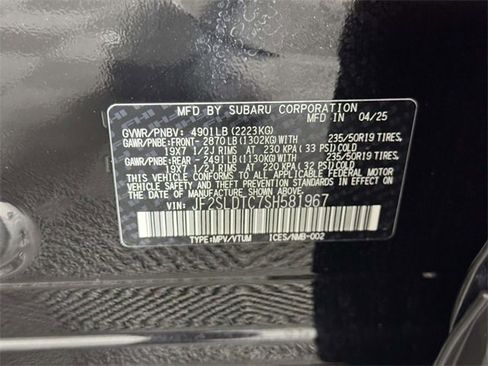 MFD. BY SUBARU CORPORATION
MFD. IN 04/25
GVWR/PNBV: 4901LB (2223KG)
GAWR/PNBE:FRONT- 2870LB (1302KG)WITH 235/50R19 TIRES,
19X7 1/2J RIMS AT 230 KPA (33 PSI)COLD
GAWR/PNBE:REAR - 2491LB (1130KG)WITH 235/50R19 TIRES,
19X7 1/2J RIMS AT 220 KPA (32 PSI)COLD
THIS VEHICLE CONFORMS TO ALL APPLICABLE FEDERAL MOTOR
VEHICLE SAFETY AND THEFT PREVENTION STANDARDS IN EFFECT ON
THE DATE OF MANUFACTURE SHOWN ABOVE.
VIN: JF2SLDTC7SH581967
TYPE:MPV/VTUM ICES/NMB-002